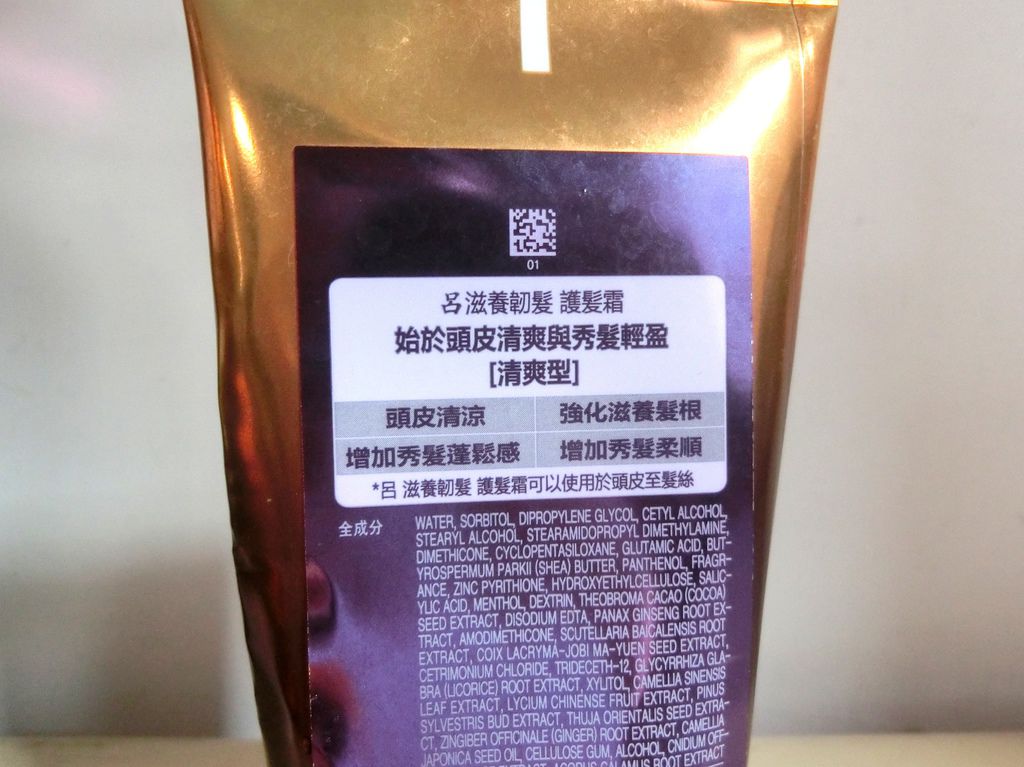 01
呂滋養韌髮 護髮霜
始於頭皮清爽與秀髮輕盈
[清爽型]
頭皮清涼 強化滋養髮根
增加秀髮蓬鬆感 增加秀髮柔順
*呂 滋養韌髮 護髮霜可以使用於頭皮至髮絲
全成分
WATER, SORBITOL, DIPROPYLENE GLYCOL, CETYL ALCOHOL,
STEARYL ALCOHOL, STEARAMIDOPROPYL DIMETHYLAMINE,
DIMETHICONE, CYCLOPENTASILOXANE, GLUTAMIC ACID, BUT-
YROSPERMUM PARKII (SHEA) BUTTER, PANTHENOL, FRAGR-
ANCE, ZINC PYRITHIONE, HYDROXYETHYLCELLULOSE, SALIC-
YLIC ACID, MENTHOL, DEXTRIN, THEOBROMA CACAO (COCOA)
SEED EXTRACT, DISODIUM EDTA, PANAX GINSENG ROOT EX-
TRACT, AMODIMETHICONE, SCUTELLARIA BAICALENSIS ROOT
EXTRACT, COIX LACRYMA-JOBI MA-YUEN SEED EXTRACT,
CETRIMONIUM CHLORIDE, TRIDECETH-12, GLYCYRRHIZA GLA-
BRA (LICORICE) ROOT EXTRACT, XYLITOL, CAMELLIA SINENSIS
LEAF EXTRACT, LYCIUM CHINENSE FRUIT EXTRACT, PINUS
SYLVESTRIS BUD EXTRACT, THUJA ORIENTALIS SEED EXTRA-
CT, ZINGIBER OFFICINALE (GINGER) ROOT EXTRACT, CAMELLIA
JAPONICA SEED OIL, CELLULOSE GUM, ALCOHOL, CNIDIUM OFF-
EXTRACT, ACORUS CALAMUS ROOT EXTRACT